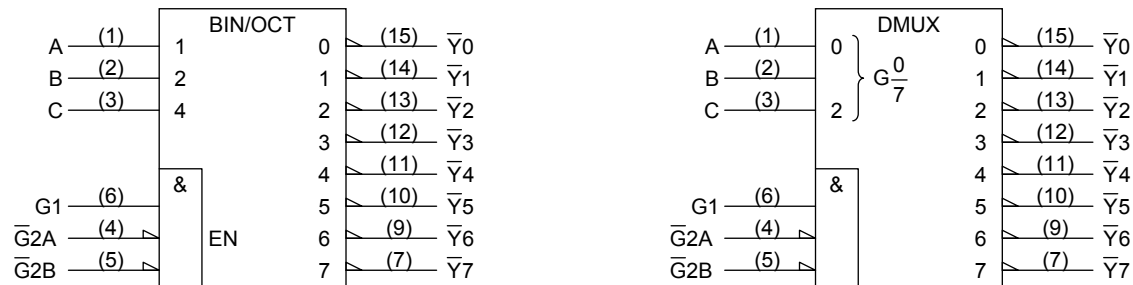 BIN/OCT
A (1) 1 0 (15) Y̅0
B (2) 2 1 (14) Y̅1
C (3) 4 2 (13) Y̅2
3 (12) Y̅3
& 4 (11) Y̅4
G1 (6) 5 (10) Y̅5
G̅2A (4) EN 6 (9) Y̅6
G̅2B (5) 7 (7) Y̅7
DMUX
A (1) 0 0 (15) Y̅0
B (2) G 0/7 1 (14) Y̅1
C (3) 2 2 (13) Y̅2
3 (12) Y̅3
& 4 (11) Y̅4
G1 (6) 5 (10) Y̅5
G̅2A (4) 6 (9) Y̅6
G̅2B (5) 7 (7) Y̅7